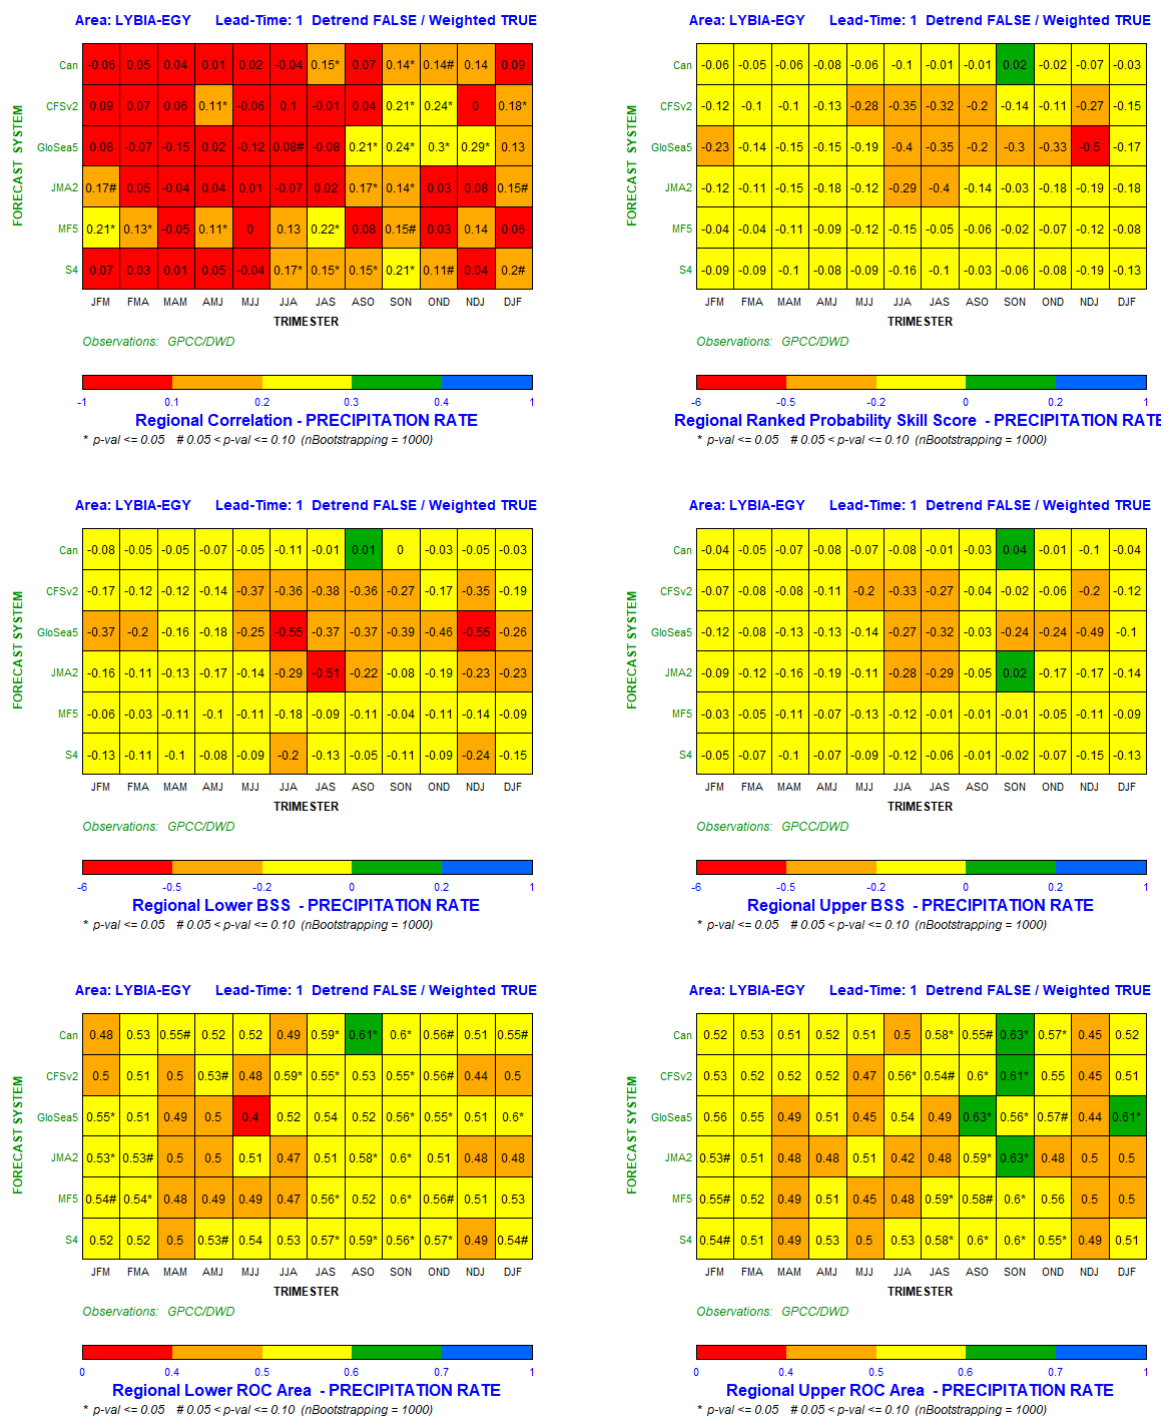 Area: LYBIA-EGY Lead-Time: 1 Detrend FALSE / Weighted TRUE
FORECAST SYSTEM
Can -0.06 0.05 0.04 0.01 0.02 -0.04 0.15* 0.07 0.14* 0.14# 0.14 0.09
CFSv2 0.09 0.07 0.06 0.11* -0.06 0.1 -0.01 0.04 0.21* 0.24* 0 0.18*
GloSea5 0.08 -0.07 -0.15 0.02 -0.12 0.08# -0.08 0.21* 0.24* 0.3* 0.29* 0.13
JMA2 0.17# 0.05 -0.04 0.04 0.01 -0.07 0.02 0.17* 0.14* 0.03 0.08 0.15#
MF5 0.21* 0.13* -0.05 0.11* 0 0.13 0.22* 0.08 0.15# 0.03 0.14 0.06
S4 0.07 0.03 0.01 0.05 -0.04 0.17* 0.15* 0.15* 0.21* 0.11# 0.04 0.2#
JFM FMA MAM AMJ MJJ JJA JAS ASO SON OND NDJ DJF
TRIMESTER
Observations: GPCC/DWD
-1 0.1 0.2 0.3 0.4 1
Regional Correlation - PRECIPITATION RATE
* p-val <= 0.05 # 0.05 < p-val <= 0.10 (nBootstrapping = 1000)
Area: LYBIA-EGY Lead-Time: 1 Detrend FALSE / Weighted TRUE
FORECAST SYSTEM
Can -0.06 -0.05 -0.06 -0.08 -0.06 -0.1 -0.01 -0.01 0.02 -0.02 -0.07 -0.03
CFSv2 -0.12 -0.1 -0.1 -0.13 -0.28 -0.35 -0.32 -0.2 -0.14 -0.11 -0.27 -0.15
GloSea5 -0.23 -0.14 -0.15 -0.15 -0.19 -0.4 -0.35 -0.2 -0.3 -0.33 -0.5 -0.17
JMA2 -0.12 -0.11 -0.15 -0.18 -0.12 -0.29 -0.4 -0.14 -0.03 -0.18 -0.19 -0.18
MF5 -0.04 -0.04 -0.11 -0.09 -0.12 -0.15 -0.05 -0.06 -0.02 -0.07 -0.12 -0.08
S4 -0.09 -0.09 -0.1 -0.08 -0.09 -0.16 -0.1 -0.03 -0.06 -0.08 -0.19 -0.13
JFM FMA MAM AMJ MJJ JJA JAS ASO SON OND NDJ DJF
TRIMESTER
Observations: GPCC/DWD
-6 -0.5 -0.2 0 0.2 1
Regional Ranked Probability Skill Score - PRECIPITATION RATE
* p-val <= 0.05 # 0.05 < p-val <= 0.10 (nBootstrapping = 1000)
Area: LYBIA-EGY Lead-Time: 1 Detrend FALSE / Weighted TRUE
FORECAST SYSTEM
Can -0.08 -0.05 -0.05 -0.07 -0.05 -0.11 -0.01 0.01 0 -0.03 -0.05 -0.03
CFSv2 -0.17 -0.12 -0.12 -0.14 -0.37 -0.36 -0.38 -0.36 -0.27 -0.17 -0.35 -0.19
GloSea5 -0.37 -0.2 -0.16 -0.18 -0.25 -0.55 -0.37 -0.37 -0.39 -0.46 -0.55 -0.26
JMA2 -0.16 -0.11 -0.13 -0.17 -0.14 -0.29 -0.51 -0.22 -0.08 -0.19 -0.23 -0.23
MF5 -0.06 -0.03 -0.11 -0.1 -0.11 -0.18 -0.09 -0.11 -0.04 -0.11 -0.14 -0.09
S4 -0.13 -0.11 -0.1 -0.08 -0.09 -0.2 -0.13 -0.05 -0.11 -0.09 -0.24 -0.15
JFM FMA MAM AMJ MJJ JJA JAS ASO SON OND NDJ DJF
TRIMESTER
Observations: GPCC/DWD
-6 -0.5 -0.2 0 0.2 1
Regional Lower BSS - PRECIPITATION RATE
* p-val <= 0.05 # 0.05 < p-val <= 0.10 (nBootstrapping = 1000)
Area: LYBIA-EGY Lead-Time: 1 Detrend FALSE / Weighted TRUE
FORECAST SYSTEM
Can -0.04 -0.05 -0.07 -0.08 -0.07 -0.08 -0.01 -0.03 0.04 -0.01 -0.1 -0.04
CFSv2 -0.07 -0.08 -0.08 -0.11 -0.2 -0.33 -0.27 -0.04 -0.02 -0.06 -0.2 -0.12
GloSea5 -0.12 -0.08 -0.13 -0.13 -0.14 -0.27 -0.32 -0.03 -0.24 -0.24 -0.49 -0.1
JMA2 -0.09 -0.12 -0.16 -0.19 -0.11 -0.28 -0.29 -0.05 0.02 -0.17 -0.17 -0.14
MF5 -0.03 -0.05 -0.11 -0.07 -0.13 -0.12 -0.01 -0.01 -0.01 -0.05 -0.11 -0.09
S4 -0.05 -0.07 -0.1 -0.07 -0.09 -0.12 -0.06 -0.01 -0.02 -0.07 -0.15 -0.13
JFM FMA MAM AMJ MJJ JJA JAS ASO SON OND NDJ DJF
TRIMESTER
Observations: GPCC/DWD
-6 -0.5 -0.2 0 0.2 1
Regional Upper BSS - PRECIPITATION RATE
* p-val <= 0.05 # 0.05 < p-val <= 0.10 (nBootstrapping = 1000)
Area: LYBIA-EGY Lead-Time: 1 Detrend FALSE / Weighted TRUE
FORECAST SYSTEM
Can 0.48 0.53 0.55# 0.52 0.52 0.49 0.59* 0.61* 0.6* 0.56# 0.51 0.55#
CFSv2 0.5 0.51 0.5 0.53# 0.48 0.59* 0.55* 0.53 0.55* 0.56# 0.44 0.5
GloSea5 0.55* 0.51 0.49 0.5 0.4 0.52 0.54 0.52 0.56* 0.55* 0.51 0.6*
JMA2 0.53* 0.53# 0.5 0.5 0.51 0.47 0.51 0.58* 0.6* 0.51 0.48 0.48
MF5 0.54# 0.54* 0.48 0.49 0.49 0.47 0.56* 0.52 0.6* 0.56# 0.51 0.53
S4 0.52 0.52 0.5 0.53# 0.54 0.53 0.57* 0.59* 0.56* 0.57* 0.49 0.54#
JFM FMA MAM AMJ MJJ JJA JAS ASO SON OND NDJ DJF
TRIMESTER
Observations: GPCC/DWD
0 0.4 0.5 0.6 0.7 1
Regional Lower ROC Area - PRECIPITATION RATE
* p-val <= 0.05 # 0.05 < p-val <= 0.10 (nBootstrapping = 1000)
Area: LYBIA-EGY Lead-Time: 1 Detrend FALSE / Weighted TRUE
FORECAST SYSTEM
Can 0.52 0.53 0.51 0.52 0.51 0.5 0.58* 0.55# 0.63* 0.57* 0.45 0.52
CFSv2 0.53 0.52 0.52 0.52 0.47 0.56* 0.54# 0.6* 0.61* 0.55 0.45 0.51
GloSea5 0.56 0.55 0.49 0.51 0.45 0.54 0.49 0.63* 0.56* 0.57# 0.44 0.61*
JMA2 0.53# 0.51 0.48 0.48 0.51 0.42 0.48 0.59* 0.63* 0.48 0.5 0.5
MF5 0.55# 0.52 0.49 0.51 0.45 0.48 0.59* 0.58# 0.6* 0.56 0.5 0.5
S4 0.54# 0.51 0.49 0.53 0.5 0.53 0.58* 0.6* 0.6* 0.55* 0.49 0.51
JFM FMA MAM AMJ MJJ JJA JAS ASO SON OND NDJ DJF
TRIMESTER
Observations: GPCC/DWD
0 0.4 0.5 0.6 0.7 1
Regional Upper ROC Area - PRECIPITATION RATE
* p-val <= 0.05 # 0.05 < p-val <= 0.10 (nBootstrapping = 1000)